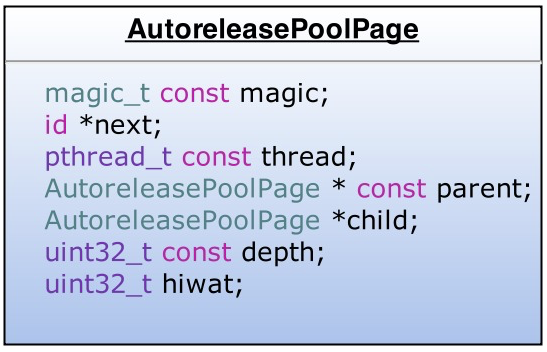 AutoreleasePoolPage
magic_t const magic;
id *next;
pthread_t const thread;
AutoreleasePoolPage * const parent;
AutoreleasePoolPage *child;
uint32_t const depth;
uint32_t hiwat;